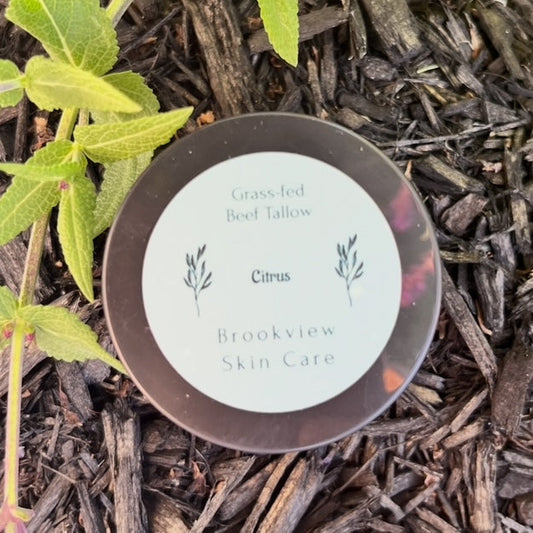 Grass-fed
Beef Tallow
Citrus
Brookview
Skin Care